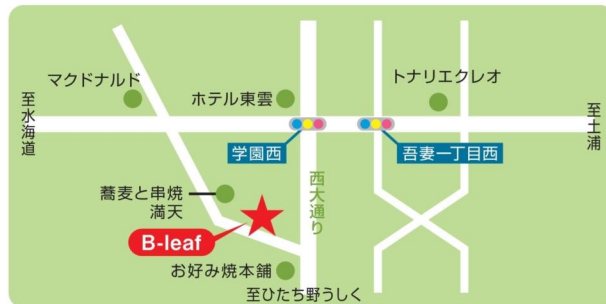 マクドナルド
ホテル東雲
トナリエクレオ
至水海道
至土浦
学園西
吾妻一丁目西
蕎麦と串焼
満天
西大通り
B-leaf
お好み焼本舗
至ひたち野うしく